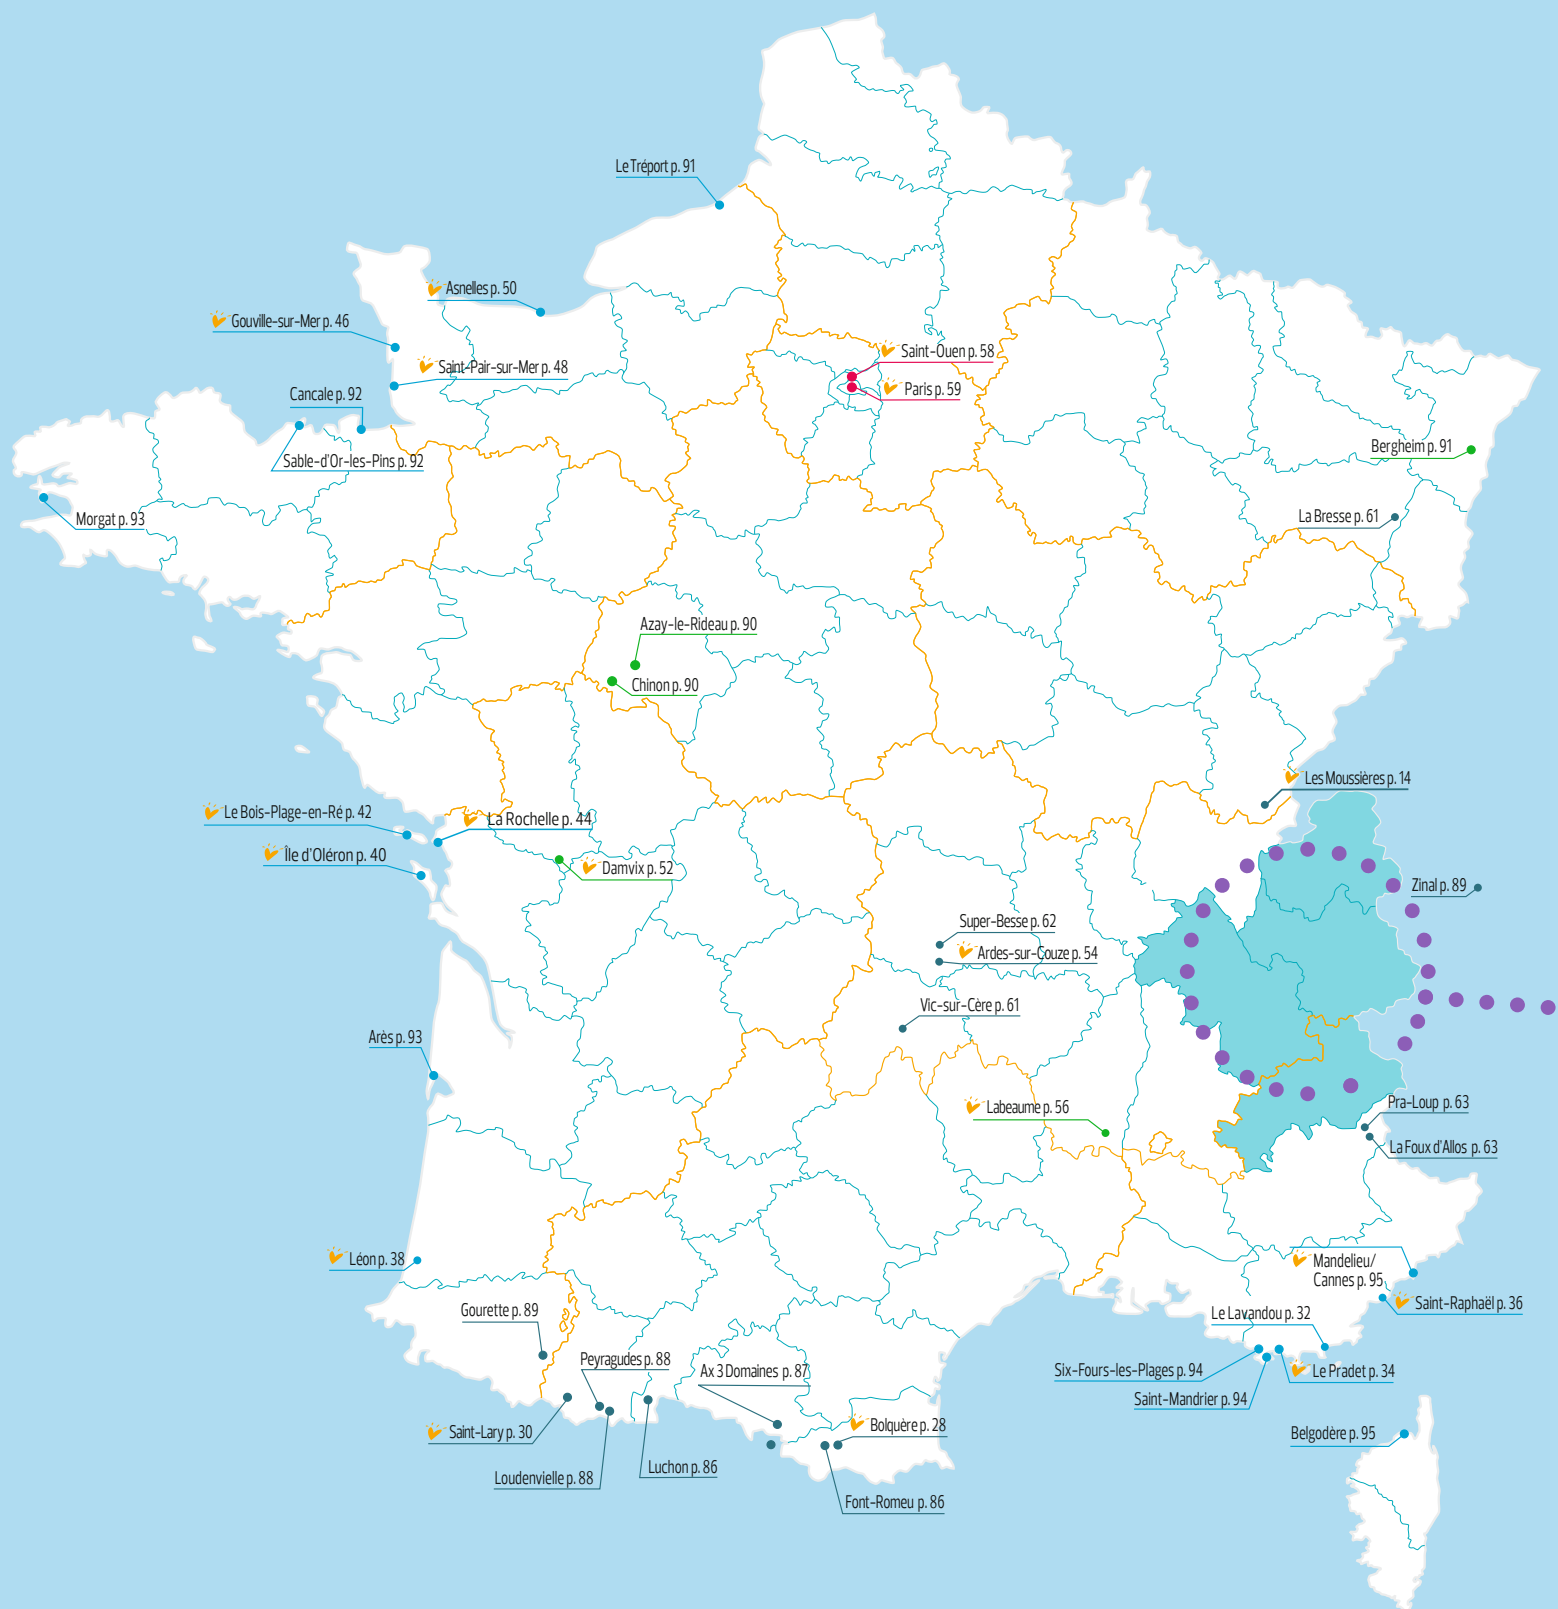 Le Tréport p. 91
Asnelles p. 50
Gouville-sur-Mer p. 46
Saint-Pair-sur-Mer p. 48
Saint-Ouen p. 58
Paris p. 59
Cancale p. 92
Sable-d'Or-les-Pins p. 92
Bergheim p. 91
Morgat p. 93
La Bresse p. 61
Azay-le-Rideau p. 90
Chinon p. 90
Les Moussières p. 14
Le Bois-Plage-en-Ré p. 42
La Rochelle p. 44
Île d'Oléron p. 40
Damvix p. 52
Zinal p. 89
Super-Besse p. 62
Ardes-sur-Couze p. 54
Vic-sur-Cère p. 61
Arès p. 93
Labeaume p. 56
Pra-Loup p. 63
La Foux d'Allos p. 63
Léon p. 38
Mandelieu/
Cannes p. 95
Saint-Raphaël p. 36
Gourette p. 89
Le Lavandou p. 32
Peyragudes p. 88
Ax 3 Domaines p. 87
Six-Fours-les-Plages p. 94
Le Pradet p. 34
Saint-Mandrier p. 94
Saint-Lary p. 30
Bolquère p. 28
Belgodère p. 95
Luchon p. 86
Loudenvielle p. 88
Font-Romeu p. 86